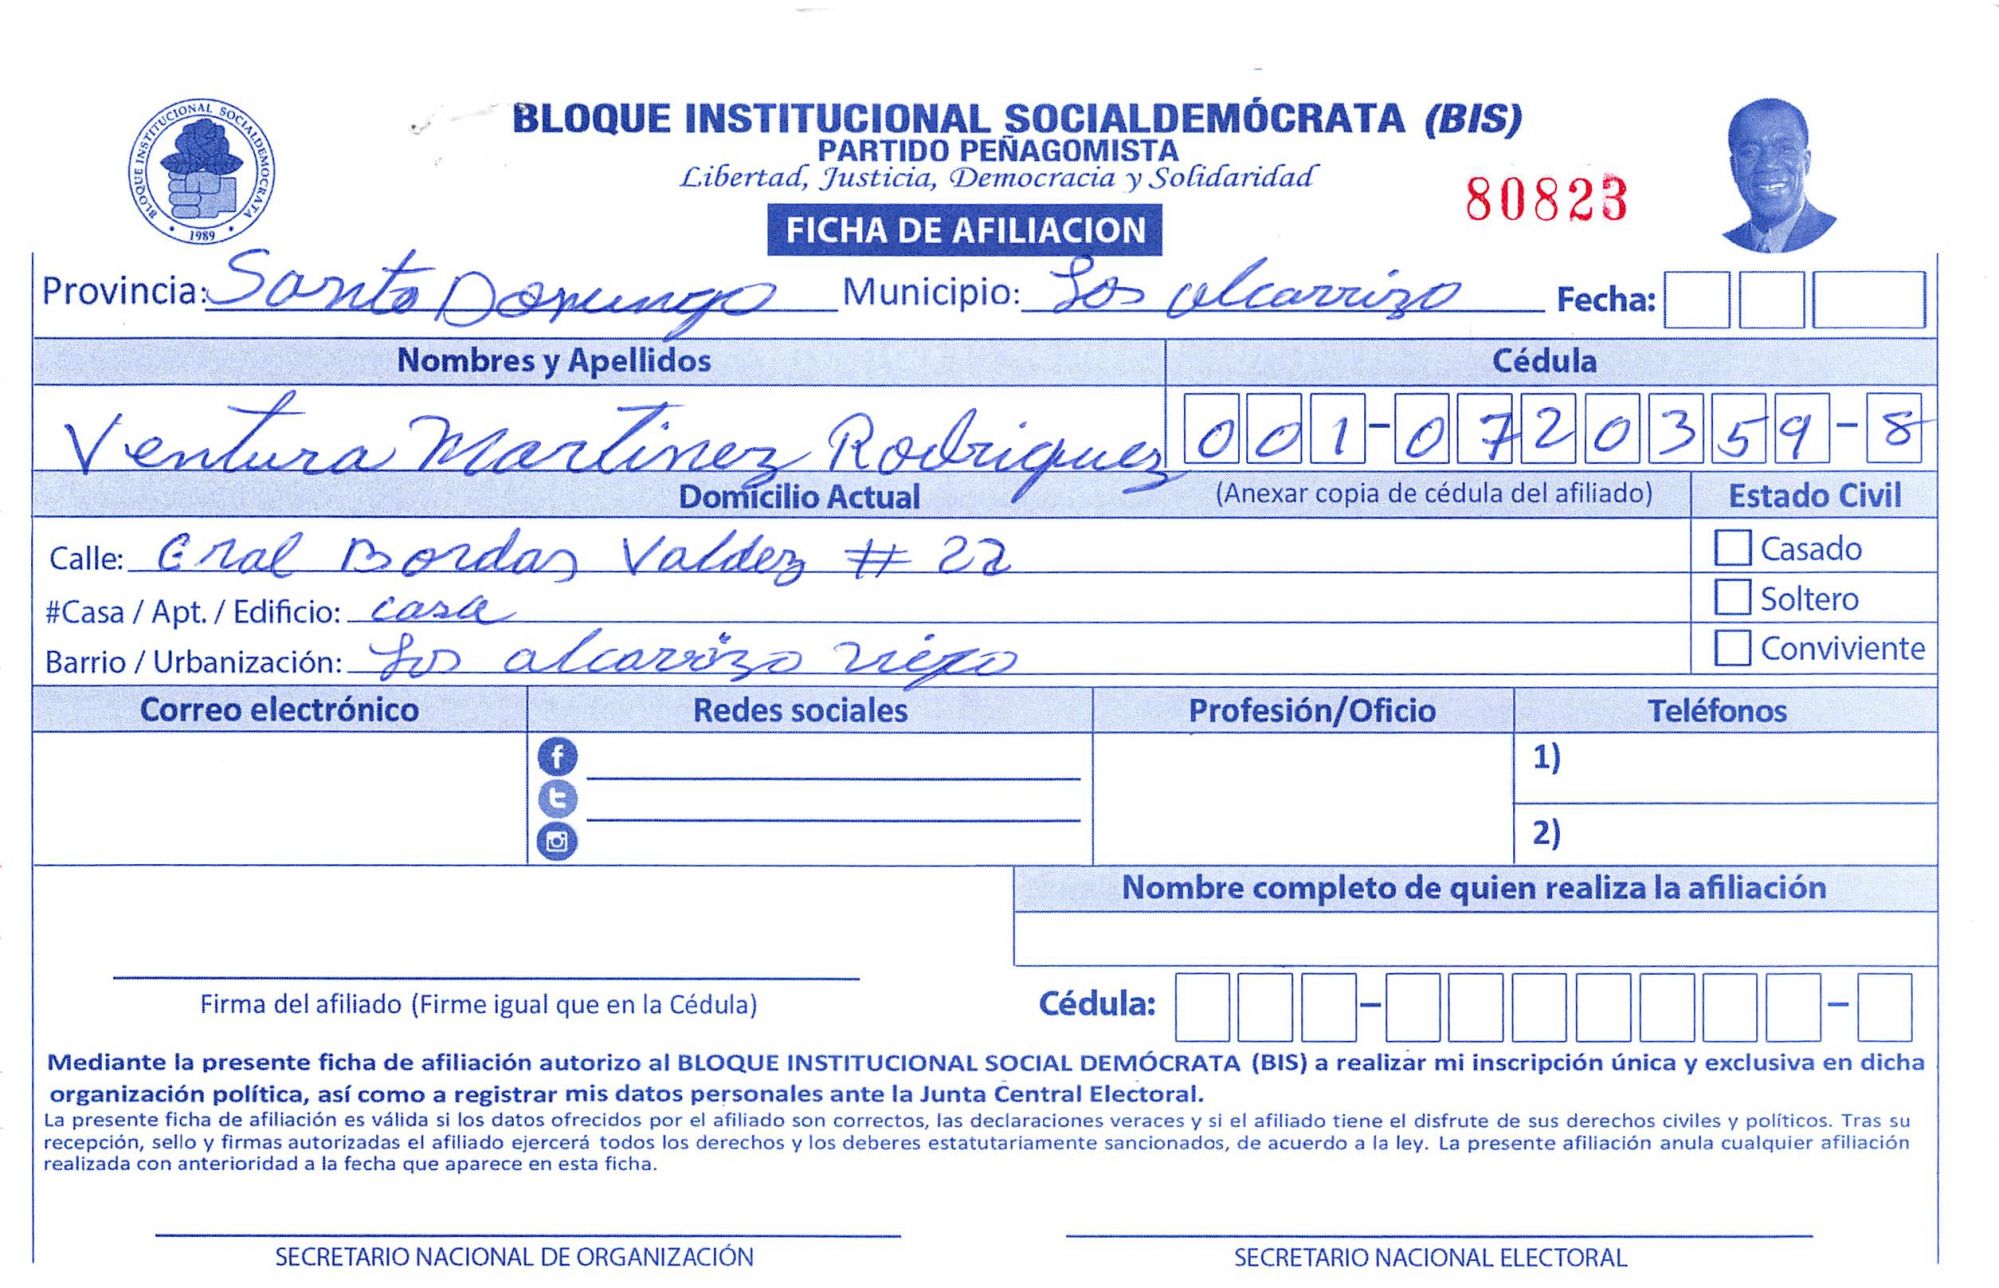 BLOQUE INSTITUCIONAL SOCIALDEMOCRATA
1989
BLOQUE INSTITUCIONAL SOCIALDEMÓCRATA (BIS)
PARTIDO PEÑAGOMISTA
Libertad, Justicia, Democracia y Solidaridad
80823
FICHA DE AFILIACION
Provincia: Santo Domingo Municipio: Los alcarrizo Fecha:
Nombres y Apellidos Cédula
Ventura Martinez Rodriguez 001-0720359-8
Domicilio Actual (Anexar copia de cédula del afiliado) Estado Civil
Calle: Gral Bordas Valdez # 22 Casado
#Casa / Apt. / Edificio: casa Soltero
Barrio / Urbanización: Los alcarrizo viejo Conviviente
Correo electrónico Redes sociales Profesión/Oficio Teléfonos
1)
2)
Nombre completo de quien realiza la afiliación
Firma del afiliado (Firme igual que en la Cédula) Cédula: - -
Mediante la presente ficha de afiliación autorizo al BLOQUE INSTITUCIONAL SOCIAL DEMÓCRATA (BIS) a realizar mi inscripción única y exclusiva en dicha
organización política, así como a registrar mis datos personales ante la Junta Central Electoral.
La presente ficha de afiliación es válida si los datos ofrecidos por el afiliado son correctos, las declaraciones veraces y si el afiliado tiene el disfrute de sus derechos civiles y políticos. Tras su
recepción, sello y firmas autorizadas el afiliado ejercerá todos los derechos y los deberes estatutariamente sancionados, de acuerdo a la ley. La presente afiliación anula cualquier afiliación
realizada con anterioridad a la fecha que aparece en esta ficha.
SECRETARIO NACIONAL DE ORGANIZACIÓN SECRETARIO NACIONAL ELECTORAL